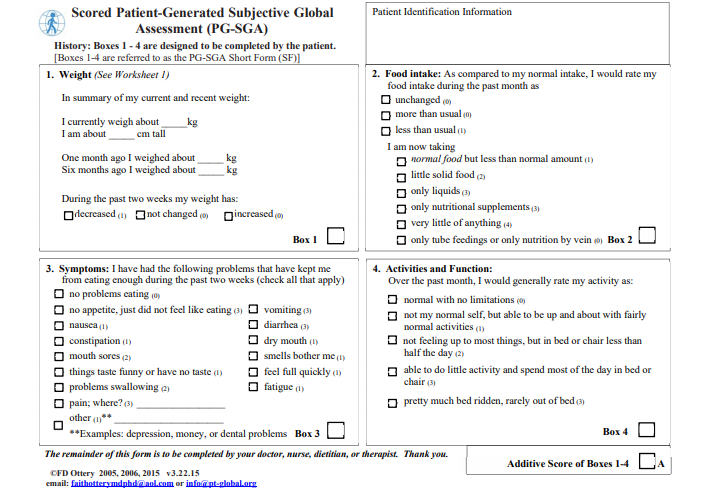 Scored Patient-Generated Subjective Global
Assessment (PG-SGA)
History: Boxes 1 - 4 are designed to be completed by the patient.
[Boxes 1-4 are referred to as the PG-SGA Short Form (SF)]
Patient Identification Information
1. Weight (See Worksheet 1)
In summary of my current and recent weight:
I currently weigh about _____kg
I am about _____ cm tall
One month ago I weighed about _____ kg
Six months ago I weighed about _____ kg
During the past two weeks my weight has:
decreased (1) not changed (0) increased (0)
Box 1
2. Food intake: As compared to my normal intake, I would rate my
food intake during the past month as
unchanged (0)
more than usual (0)
less than usual (1)
I am now taking
normal food but less than normal amount (1)
little solid food (2)
only liquids (3)
only nutritional supplements (3)
very little of anything (4)
only tube feedings or only nutrition by vein (0) Box 2
3. Symptoms: I have had the following problems that have kept me
from eating enough during the past two weeks (check all that apply)
no problems eating (0)
no appetite, just did not feel like eating (3) vomiting (3)
nausea (1) diarrhea (3)
constipation (1) dry mouth (1)
mouth sores (2) smells bother me (1)
things taste funny or have no taste (1) feel full quickly (1)
problems swallowing (2) fatigue (1)
pain; where? (3) ________________
other (1)** ________________
**Examples: depression, money, or dental problems Box 3
4. Activities and Function:
Over the past month, I would generally rate my activity as:
normal with no limitations (0)
not my normal self, but able to be up and about with fairly
normal activities (1)
not feeling up to most things, but in bed or chair less than
half the day (2)
able to do little activity and spend most of the day in bed or
chair (3)
pretty much bed ridden, rarely out of bed (3)
Box 4
The remainder of this form is to be completed by your doctor, nurse, dietitian, or therapist. Thank you.
Additive Score of Boxes 1-4 A
©FD Ottery 2005, 2006, 2015 v3.22.15
email: faithotterymdphd@aol.com or info@pt-global.org